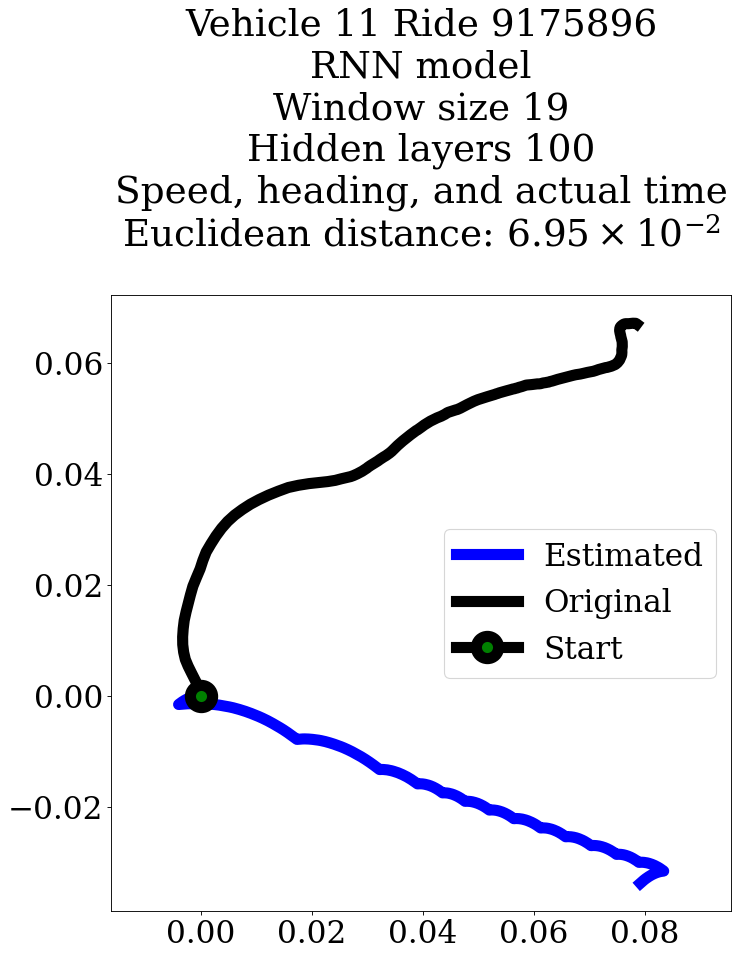 Vehicle 11 Ride 9175896
RNN model
Window size 19
Hidden layers 100
Speed, heading, and actual time
Euclidean distance: 6.95 × 10⁻²
0.06
0.04
0.02
0.00
−0.02
Estimated
Original
Start
0.00 0.02 0.04 0.06 0.08